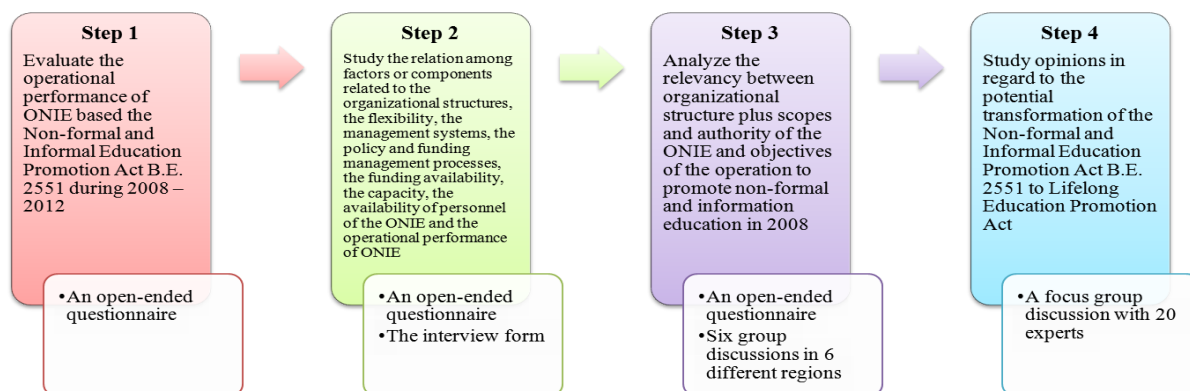 Step 1
Evaluate the
operational
performance of
ONIE based the
Non-formal and
Informal Education
Promotion Act B.E.
2551 during 2008 –
2012
•An open-ended
questionnaire
Step 2
Study the relation among
factors or components
related to the
organizational structures,
the flexibility, the
management systems, the
policy and funding
management processes,
the funding availability,
the capacity, the
availability of personnel
of the ONIE and the
operational performance
of ONIE
•An open-ended
questionnaire
•The interview form
Step 3
Analyze the
relevancy between
organizational
structure plus scopes
and authority of the
ONIE and objectives
of the operation to
promote non-formal
and information
education in 2008
•An open-ended
questionnaire
•Six group
discussions in 6
different regions
Step 4
Study opinions in
regard to the
potential
transformation of the
Non-formal and
Informal Education
Promotion Act B.E.
2551 to Lifelong
Education Promotion
Act
•A focus group
discussion with 20
experts